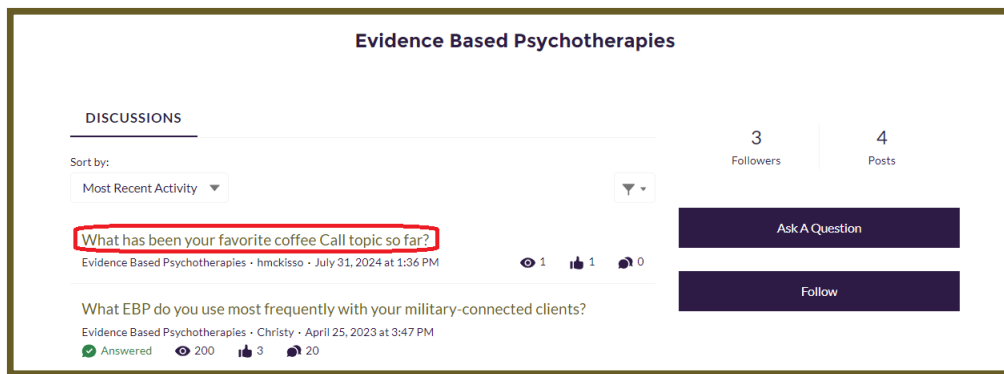 Evidence Based Psychotherapies
DISCUSSIONS
Sort by:
Most Recent Activity
What has been your favorite coffee Call topic so far?
Evidence Based Psychotherapies · hmckisso · July 31, 2024 at 1:36 PM
1 1 0
What EBP do you use most frequently with your military-connected clients?
Evidence Based Psychotherapies · Christy · April 25, 2023 at 3:47 PM
Answered 200 3 20
3 4
Followers Posts
Ask A Question
Follow